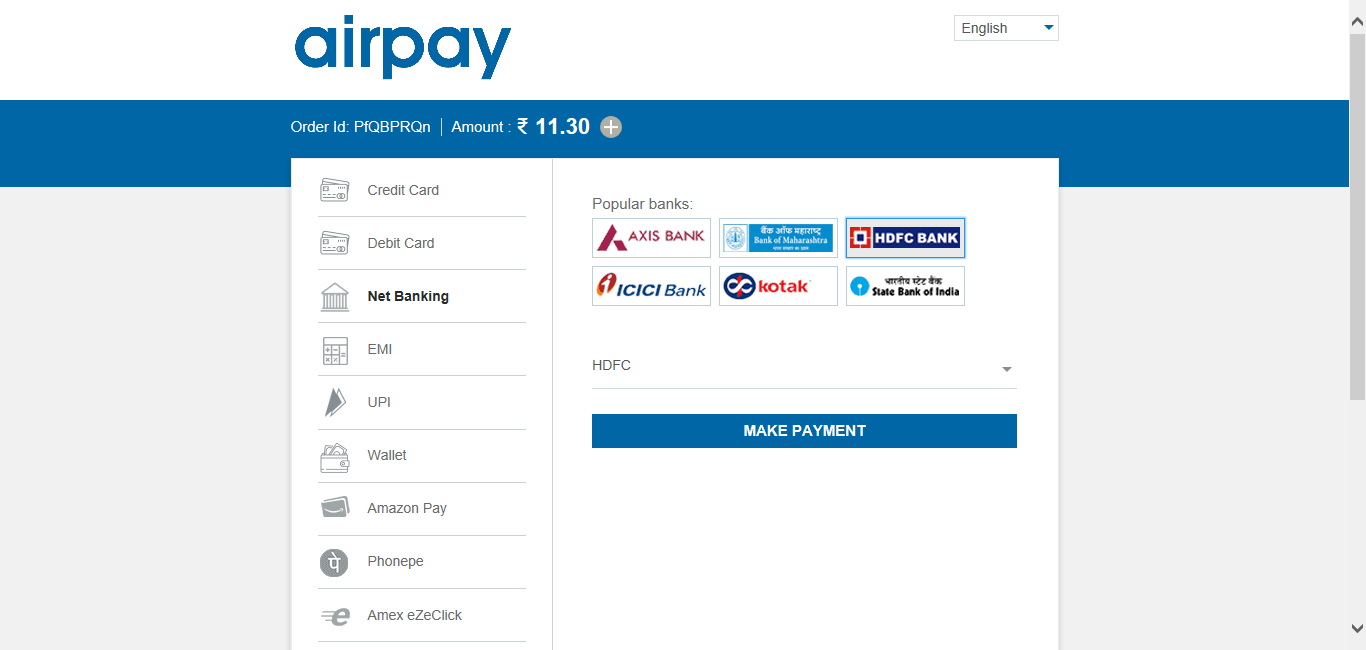 airpay
English
Order Id: PfQBPRQn | Amount : ₹ 11.30
Credit Card
Debit Card
Net Banking
EMI
UPI
Wallet
Amazon Pay
Phonepe
Amex eZeClick
Popular banks:
AXIS BANK
बैंक ऑफ महाराष्ट्र
Bank of Maharashtra
HDFC BANK
ICICI Bank
kotak
भारतीय स्टेट बैंक
State Bank of India
HDFC
MAKE PAYMENT